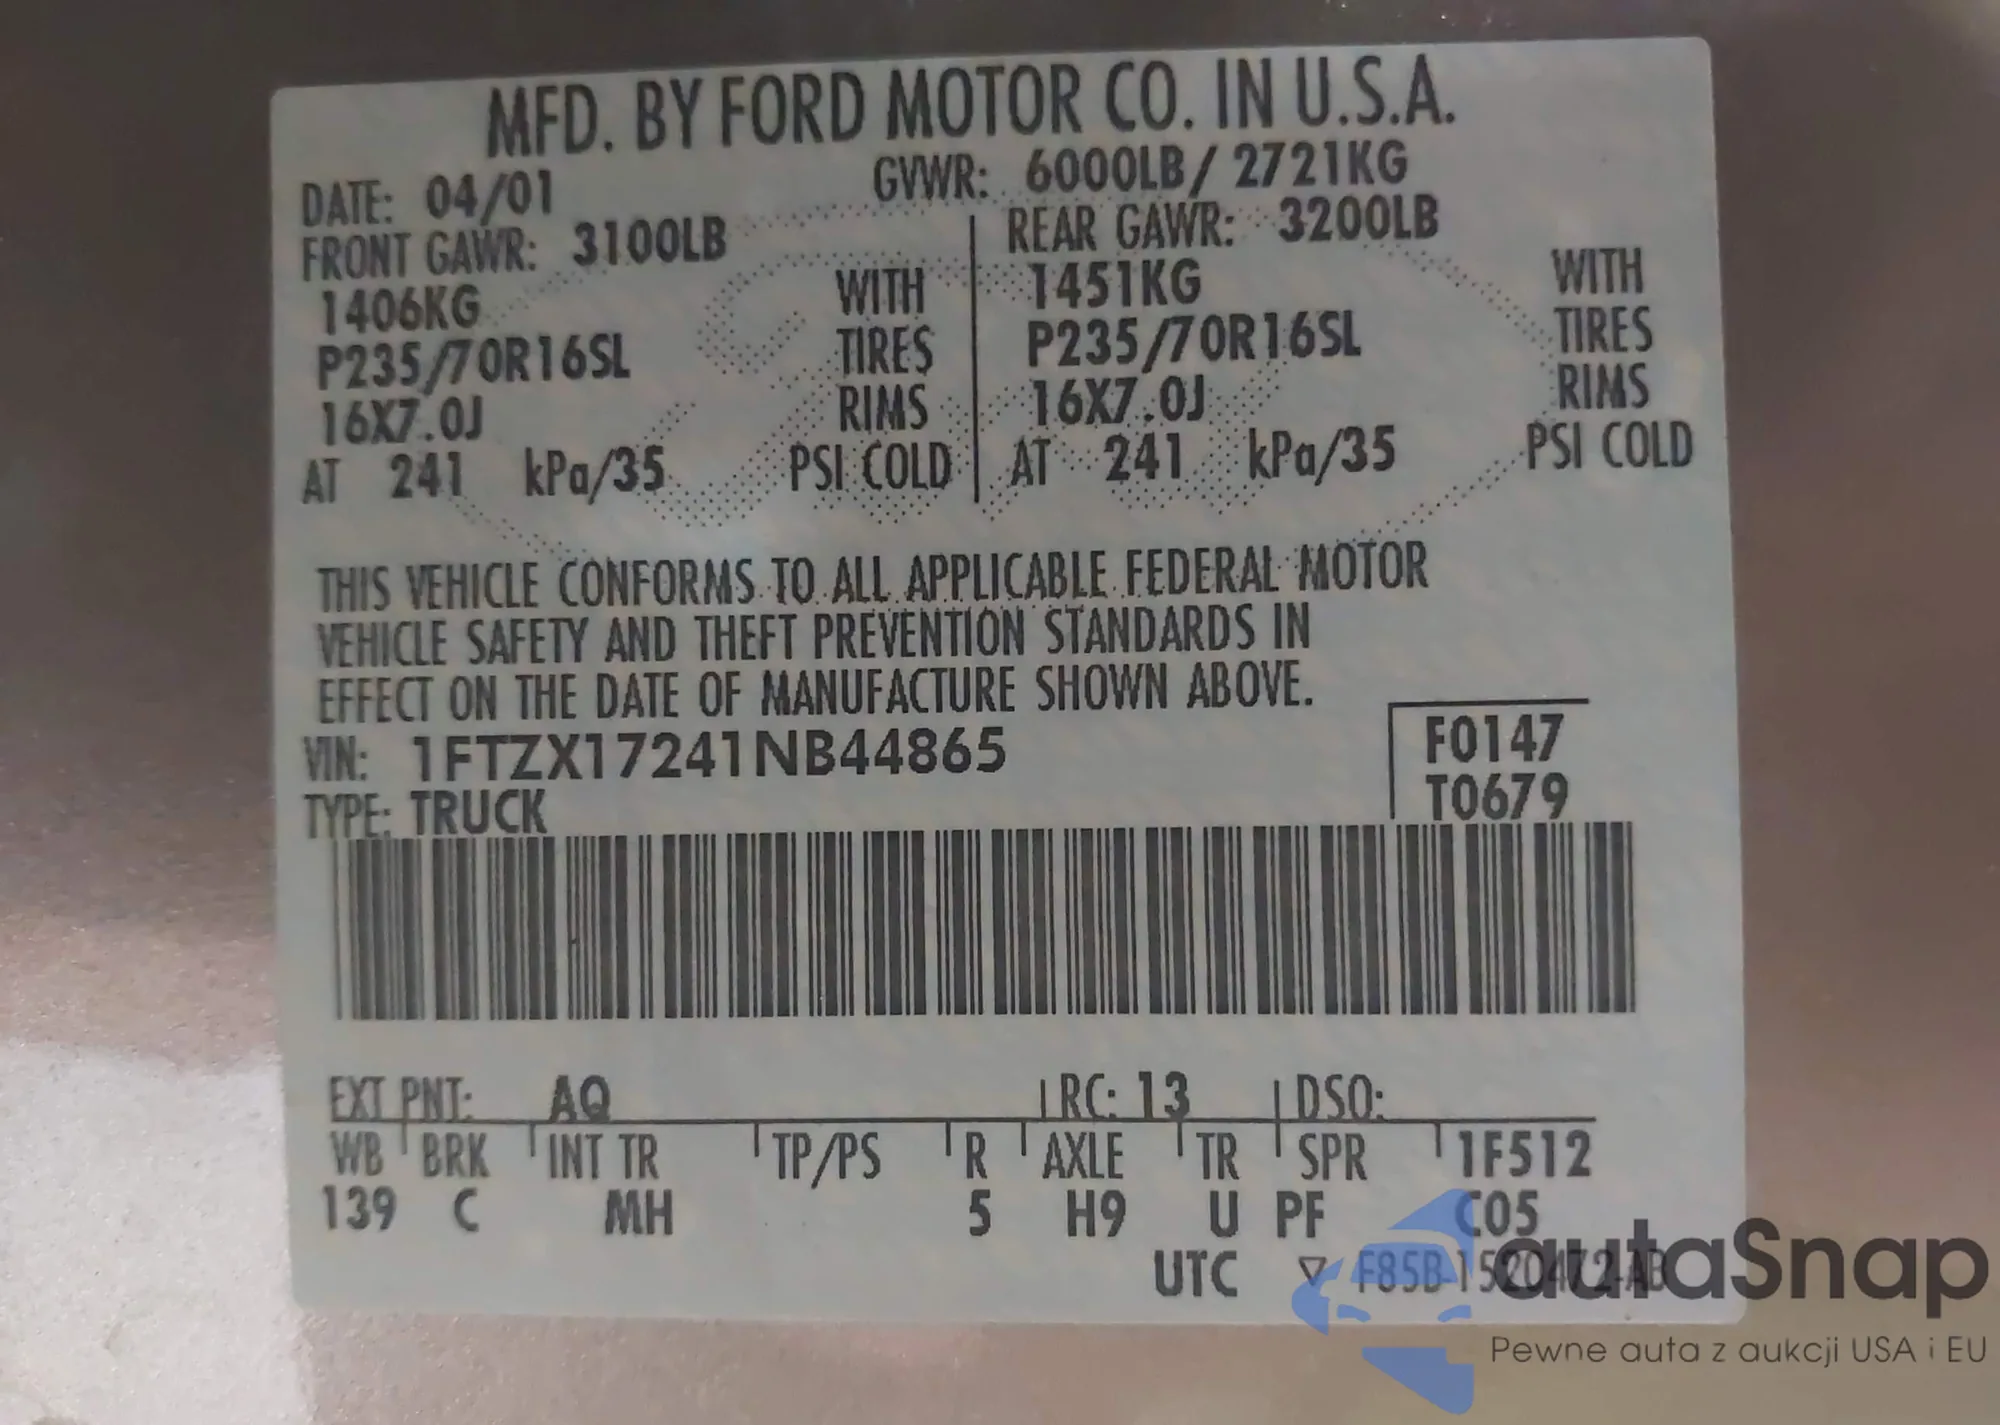 MFD. BY FORD MOTOR CO. IN U.S.A.
DATE: 04/01 GVWR: 6000LB/ 2721KG
FRONT GAWR: 3100LB REAR GAWR: 3200LB
1406KG WITH 1451KG WITH
P235/70R16SL TIRES P235/70R16SL TIRES
16X7.0J RIMS 16X7.0J RIMS
AT 241 kPa/35 PSI COLD AT 241 kPa/35 PSI COLD
THIS VEHICLE CONFORMS TO ALL APPLICABLE FEDERAL MOTOR
VEHICLE SAFETY AND THEFT PREVENTION STANDARDS IN
EFFECT ON THE DATE OF MANUFACTURE SHOWN ABOVE.
VIN: 1FTZX17241NB44865 F0147
TYPE: TRUCK T0679
EXT PNT: AQ RC: 13 DSO:
WB BRK INT TR TP/PS R AXLE TR SPR 1F512
139 C MH 5 H9 U PF C05
UTC ▽ F85B-1520472-AB
autaSnap
Pewne auta z aukcji USA i EU